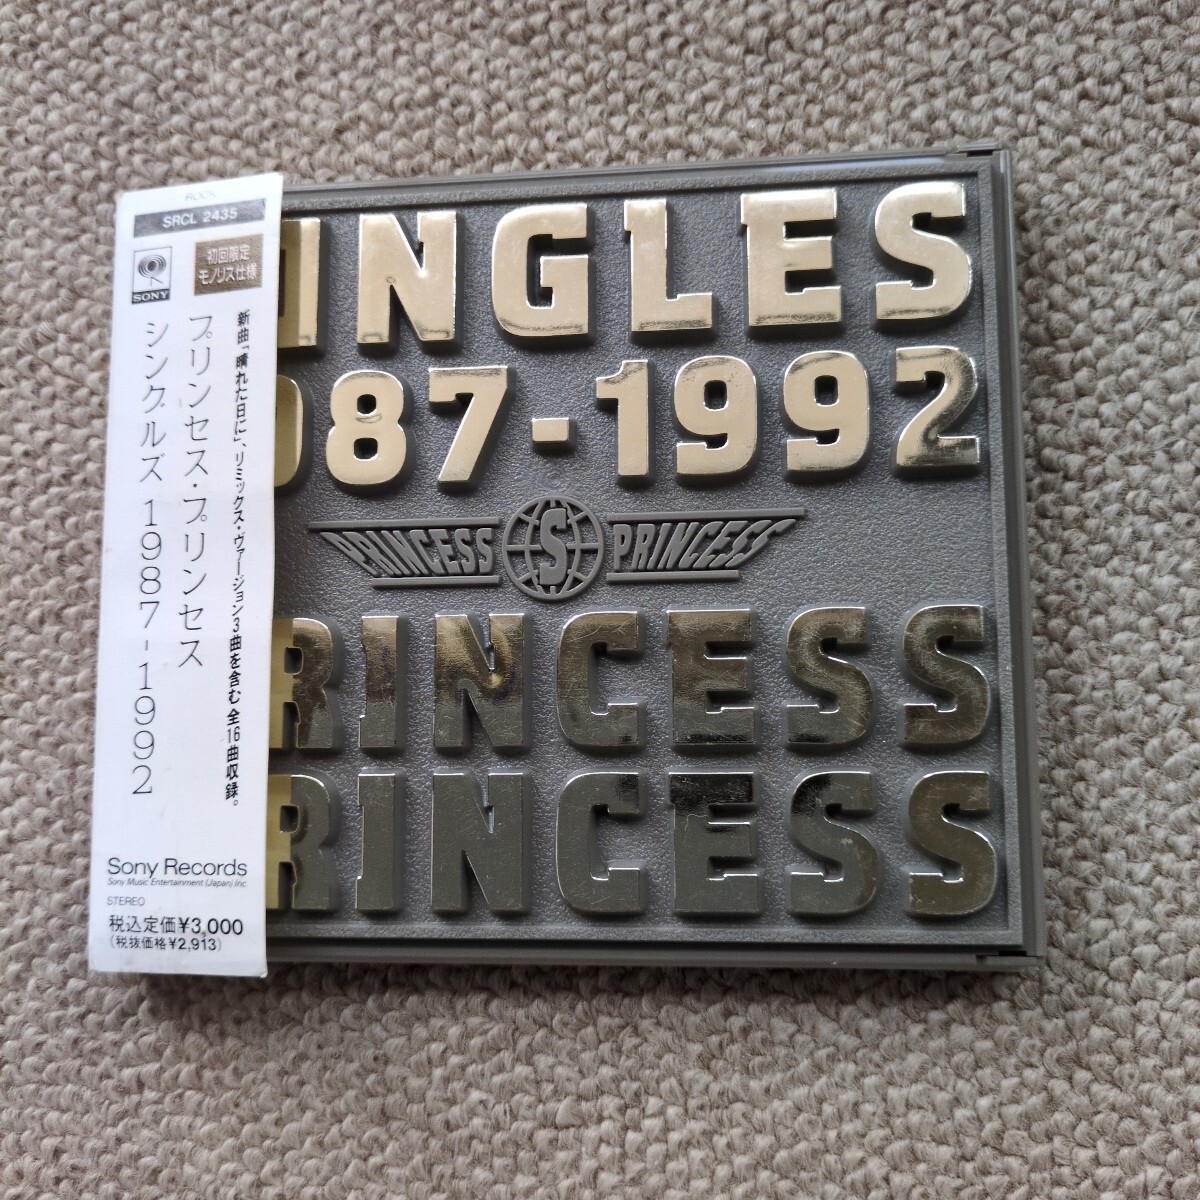 ROCK
SRCL 2435
SONY
初回限定
モノリス仕様
新曲「晴れた日に」、リミックス・ヴァージョン3曲を含む全16曲収録。
プリンセス・プリンセス
シングルズ 1987-1992
Sony Records
Sony Music Entertainment (Japan) Inc.
STEREO
税込定価¥3,000
(税抜価格¥2,913)
INGLES
987-1992
PRINCESS S PRINCESS
RINCESS
RINCESS